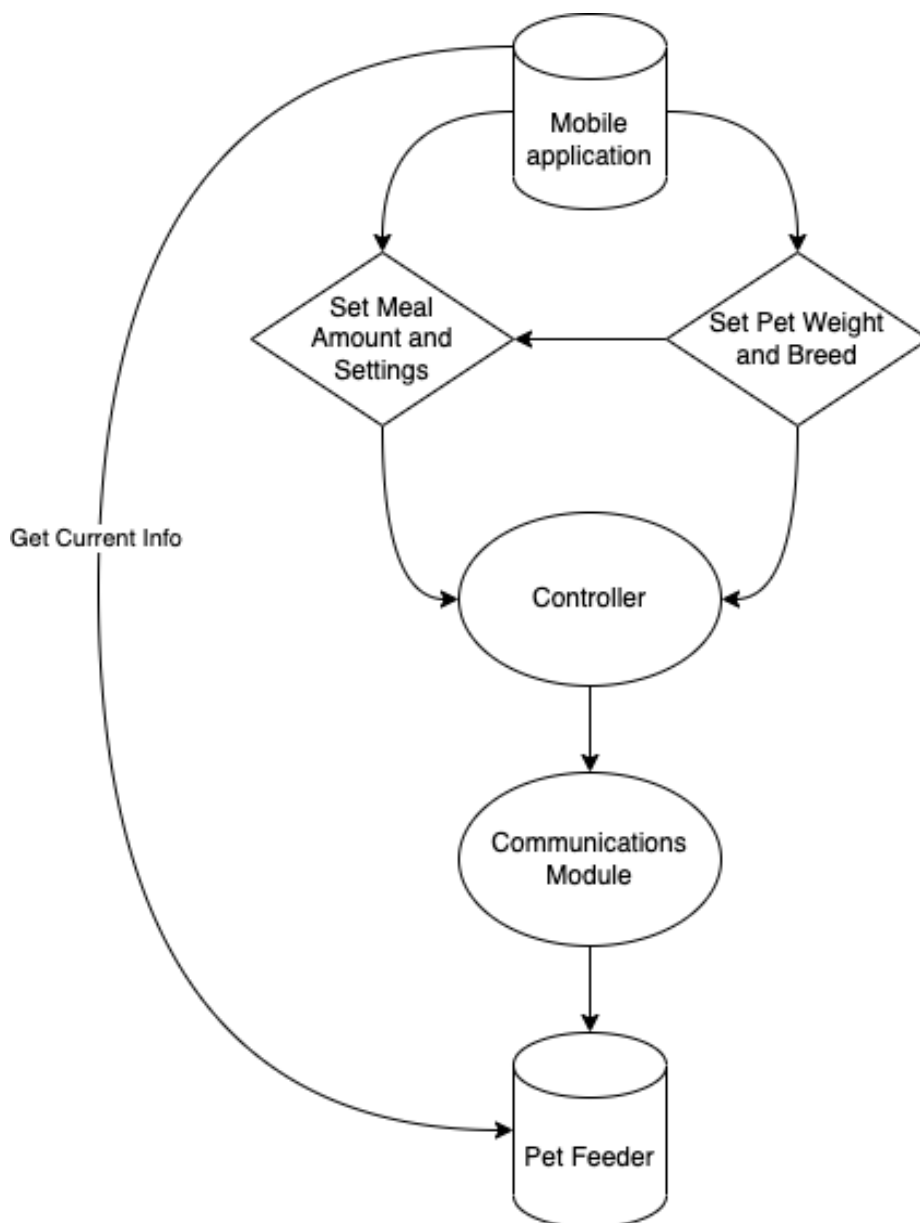 Mobile
application
Set Meal
Amount and
Settings
Set Pet Weight
and Breed
Get Current Info
Controller
Communications
Module
Pet Feeder